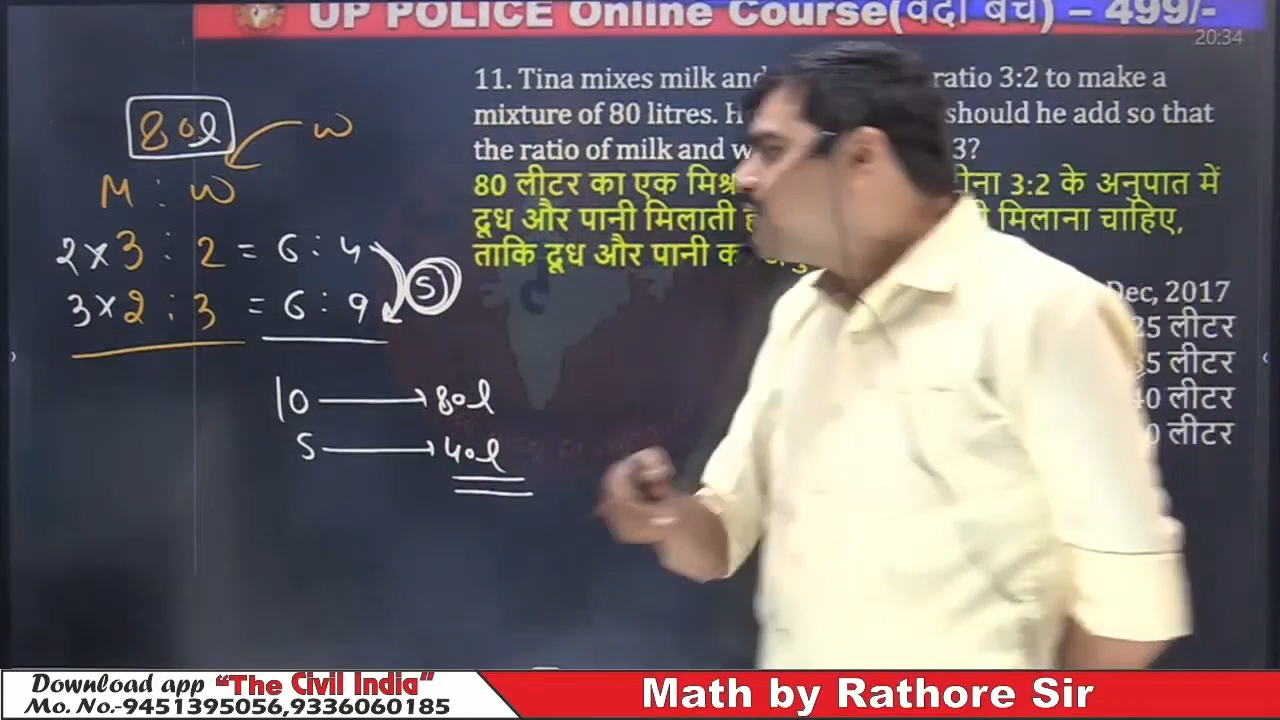 UP POLICE Online Course(वर्दी बैच) – 499/-
20:34
11. Tina mixes milk and ratio 3:2 to make a
mixture of 80 litres. should he add so that
the ratio of milk and 3?
80 लीटर का एक 3:2 के अनुपात में
दूध और पानी मिलाती मिलाना चाहिए,
ताकि दूध और पानी
Dec, 2017
लीटर
लीटर
लीटर
लीटर
80l
W
M : W
2×3 : 2 = 6 : 4
5
3×2 : 3 = 6 : 9
10 → 80l
5 → 40l
Download app “The Civil India”
Mo. No.-9451395056,9336060185
Math by Rathore Sir